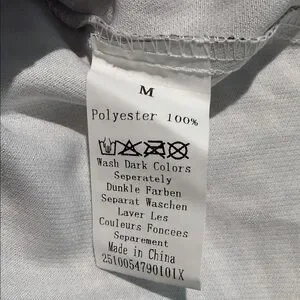 M
Polyester 100%
Wash Dark Colors
Seperately
Dunkle Farben
Separat Waschen
Laver Les
Couleurs Foncees
Separement
Made in China
2510054790101X